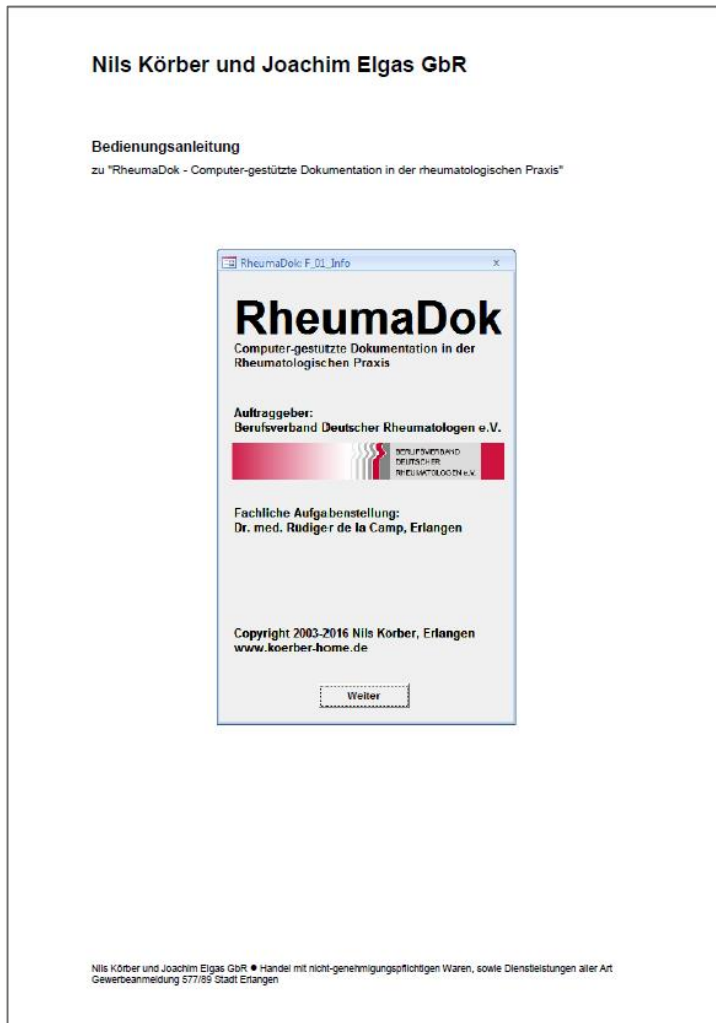 Nils Körber und Joachim Elgas GbR
Bedienungsanleitung
zu "RheumaDok - Computer-gestützte Dokumentation in der rheumatologischen Praxis"
RheumaDok: F_01_Info x
RheumaDok
Computer-gestützte Dokumentation in der
Rheumatologischen Praxis
Auftraggeber:
Berufsverband Deutscher Rheumatologen e.V.
BERUFSVERBAND
DEUTSCHER
RHEUMATOLOGEN e.V.
Fachliche Aufgabenstellung:
Dr. med. Rüdiger de la Camp, Erlangen
Copyright 2003-2016 Nils Körber, Erlangen
www.koerber-home.de
Weiter
Nils Körber und Joachim Elgas GbR ● Handel mit nicht-genehmigungspflichtigen Waren, sowie Dienstleistungen aller Art
Gewerbeanmeldung 577/89 Stadt Erlangen